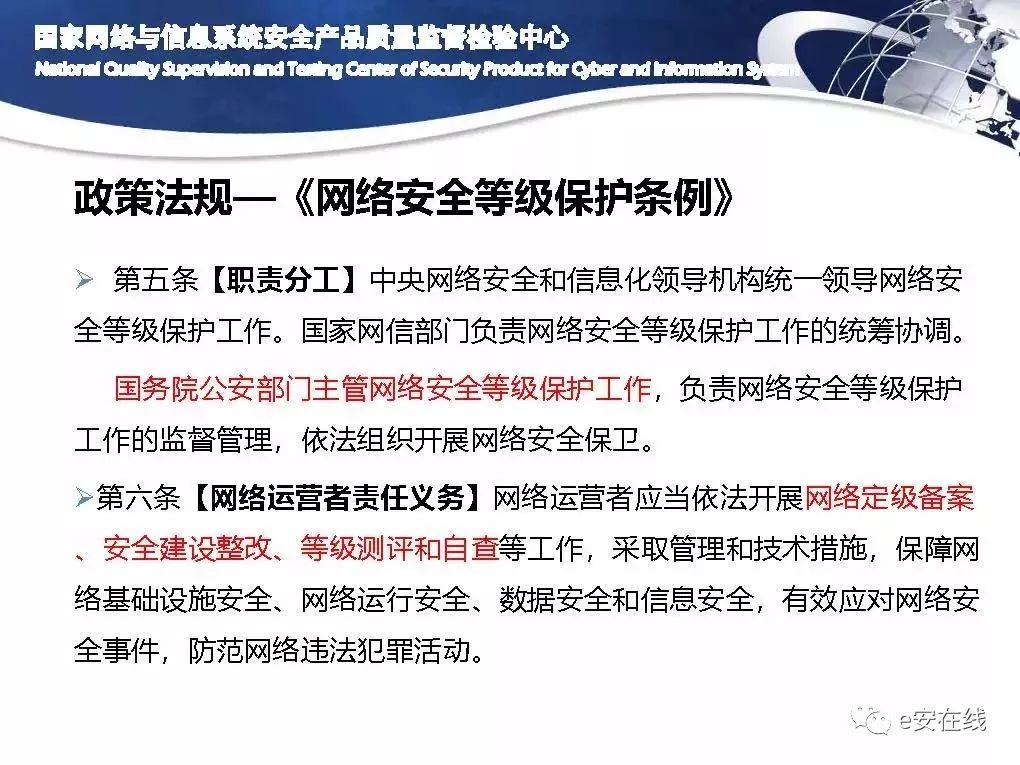 国家网络与信息系统安全产品质量监督检验中心
National Quality Supervision and Testing Center of Security Product for Cyber and Information System
政策法规—《网络安全等级保护条例》
第五条【职责分工】中央网络安全和信息化领导机构统一领导网络安
全等级保护工作。国家网信部门负责网络安全等级保护工作的统筹协调。
国务院公安部门主管网络安全等级保护工作，负责网络安全等级保护
工作的监督管理，依法组织开展网络安全保卫。
第六条【网络运营者责任义务】网络运营者应当依法开展网络定级备案
、安全建设整改、等级测评和自查等工作，采取管理和技术措施，保障网
络基础设施安全、网络运行安全、数据安全和信息安全，有效应对网络安
全事件，防范网络违法犯罪活动。
e安在线